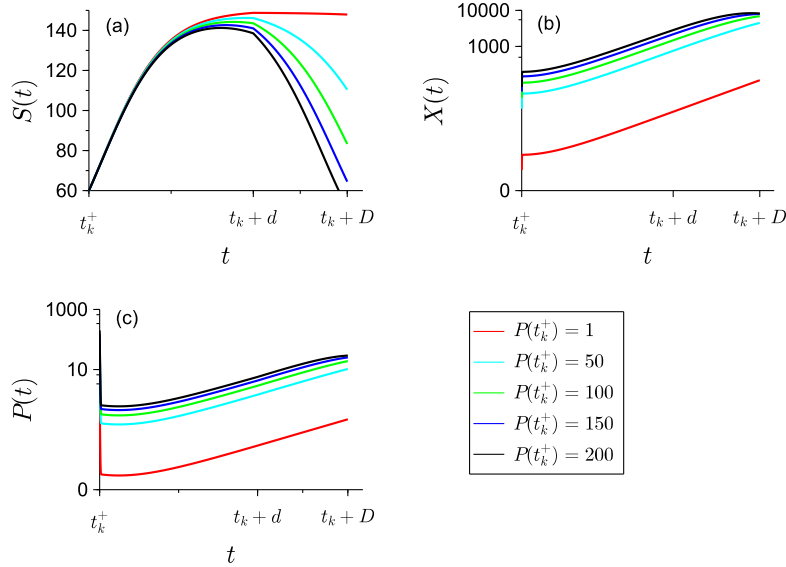 (a)
140
120
100
80
60
S(t)
t_k^+
t_k + d
t_k + D
t
(b)
10000
1000
0
X(t)
t_k^+
t_k + d
t_k + D
t
(c)
1000
10
0
P(t)
t_k^+
t_k + d
t_k + D
t
P(t_k^+) = 1
P(t_k^+) = 50
P(t_k^+) = 100
P(t_k^+) = 150
P(t_k^+) = 200